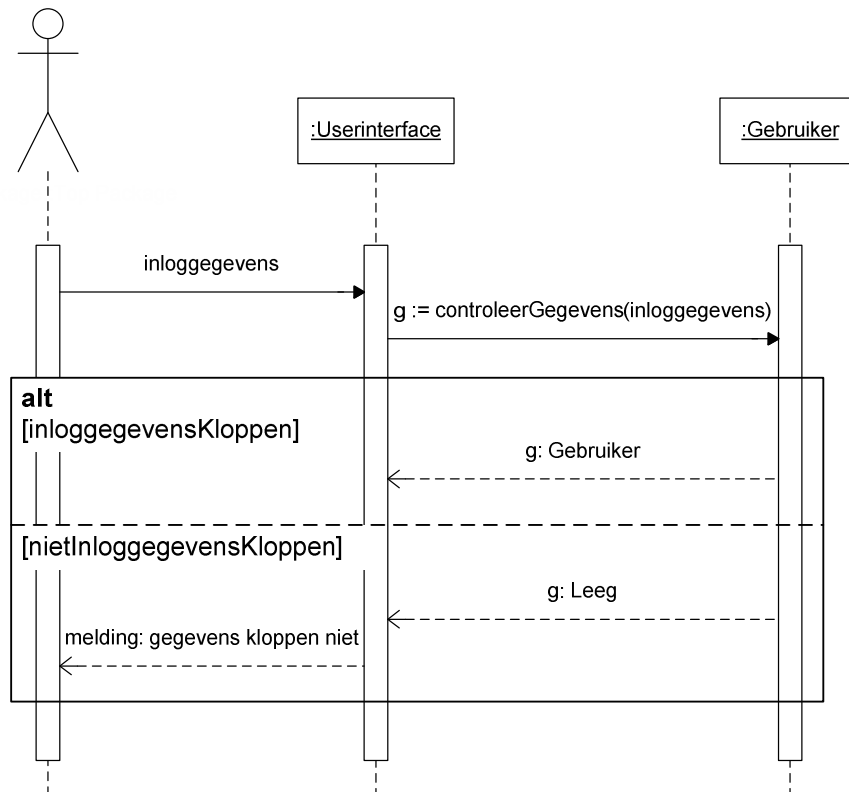 :Userinterface
:Gebruiker
inloggegevens
g := controleerGegevens(inloggegevens)
alt
[inloggegevensKloppen]
g: Gebruiker
[nietInloggegevensKloppen]
g: Leeg
melding: gegevens kloppen niet